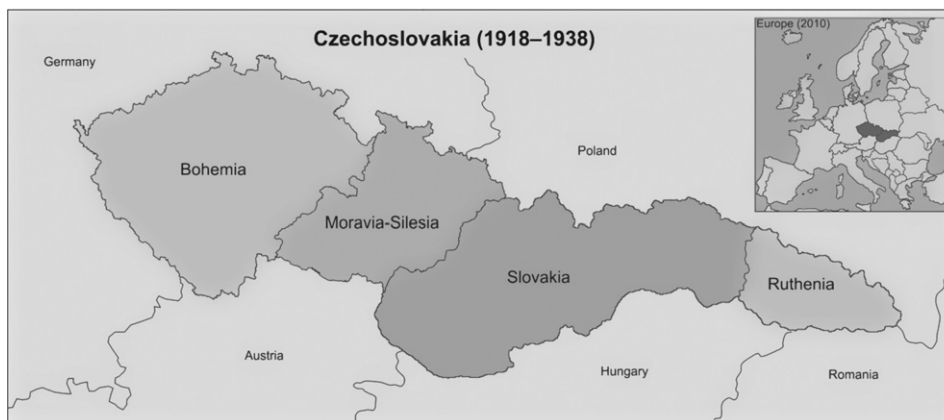 Czechoslovakia (1918–1938)
Europe (2010)
Germany
Poland
Bohemia
Moravia-Silesia
Slovakia
Ruthenia
Austria
Hungary
Romania